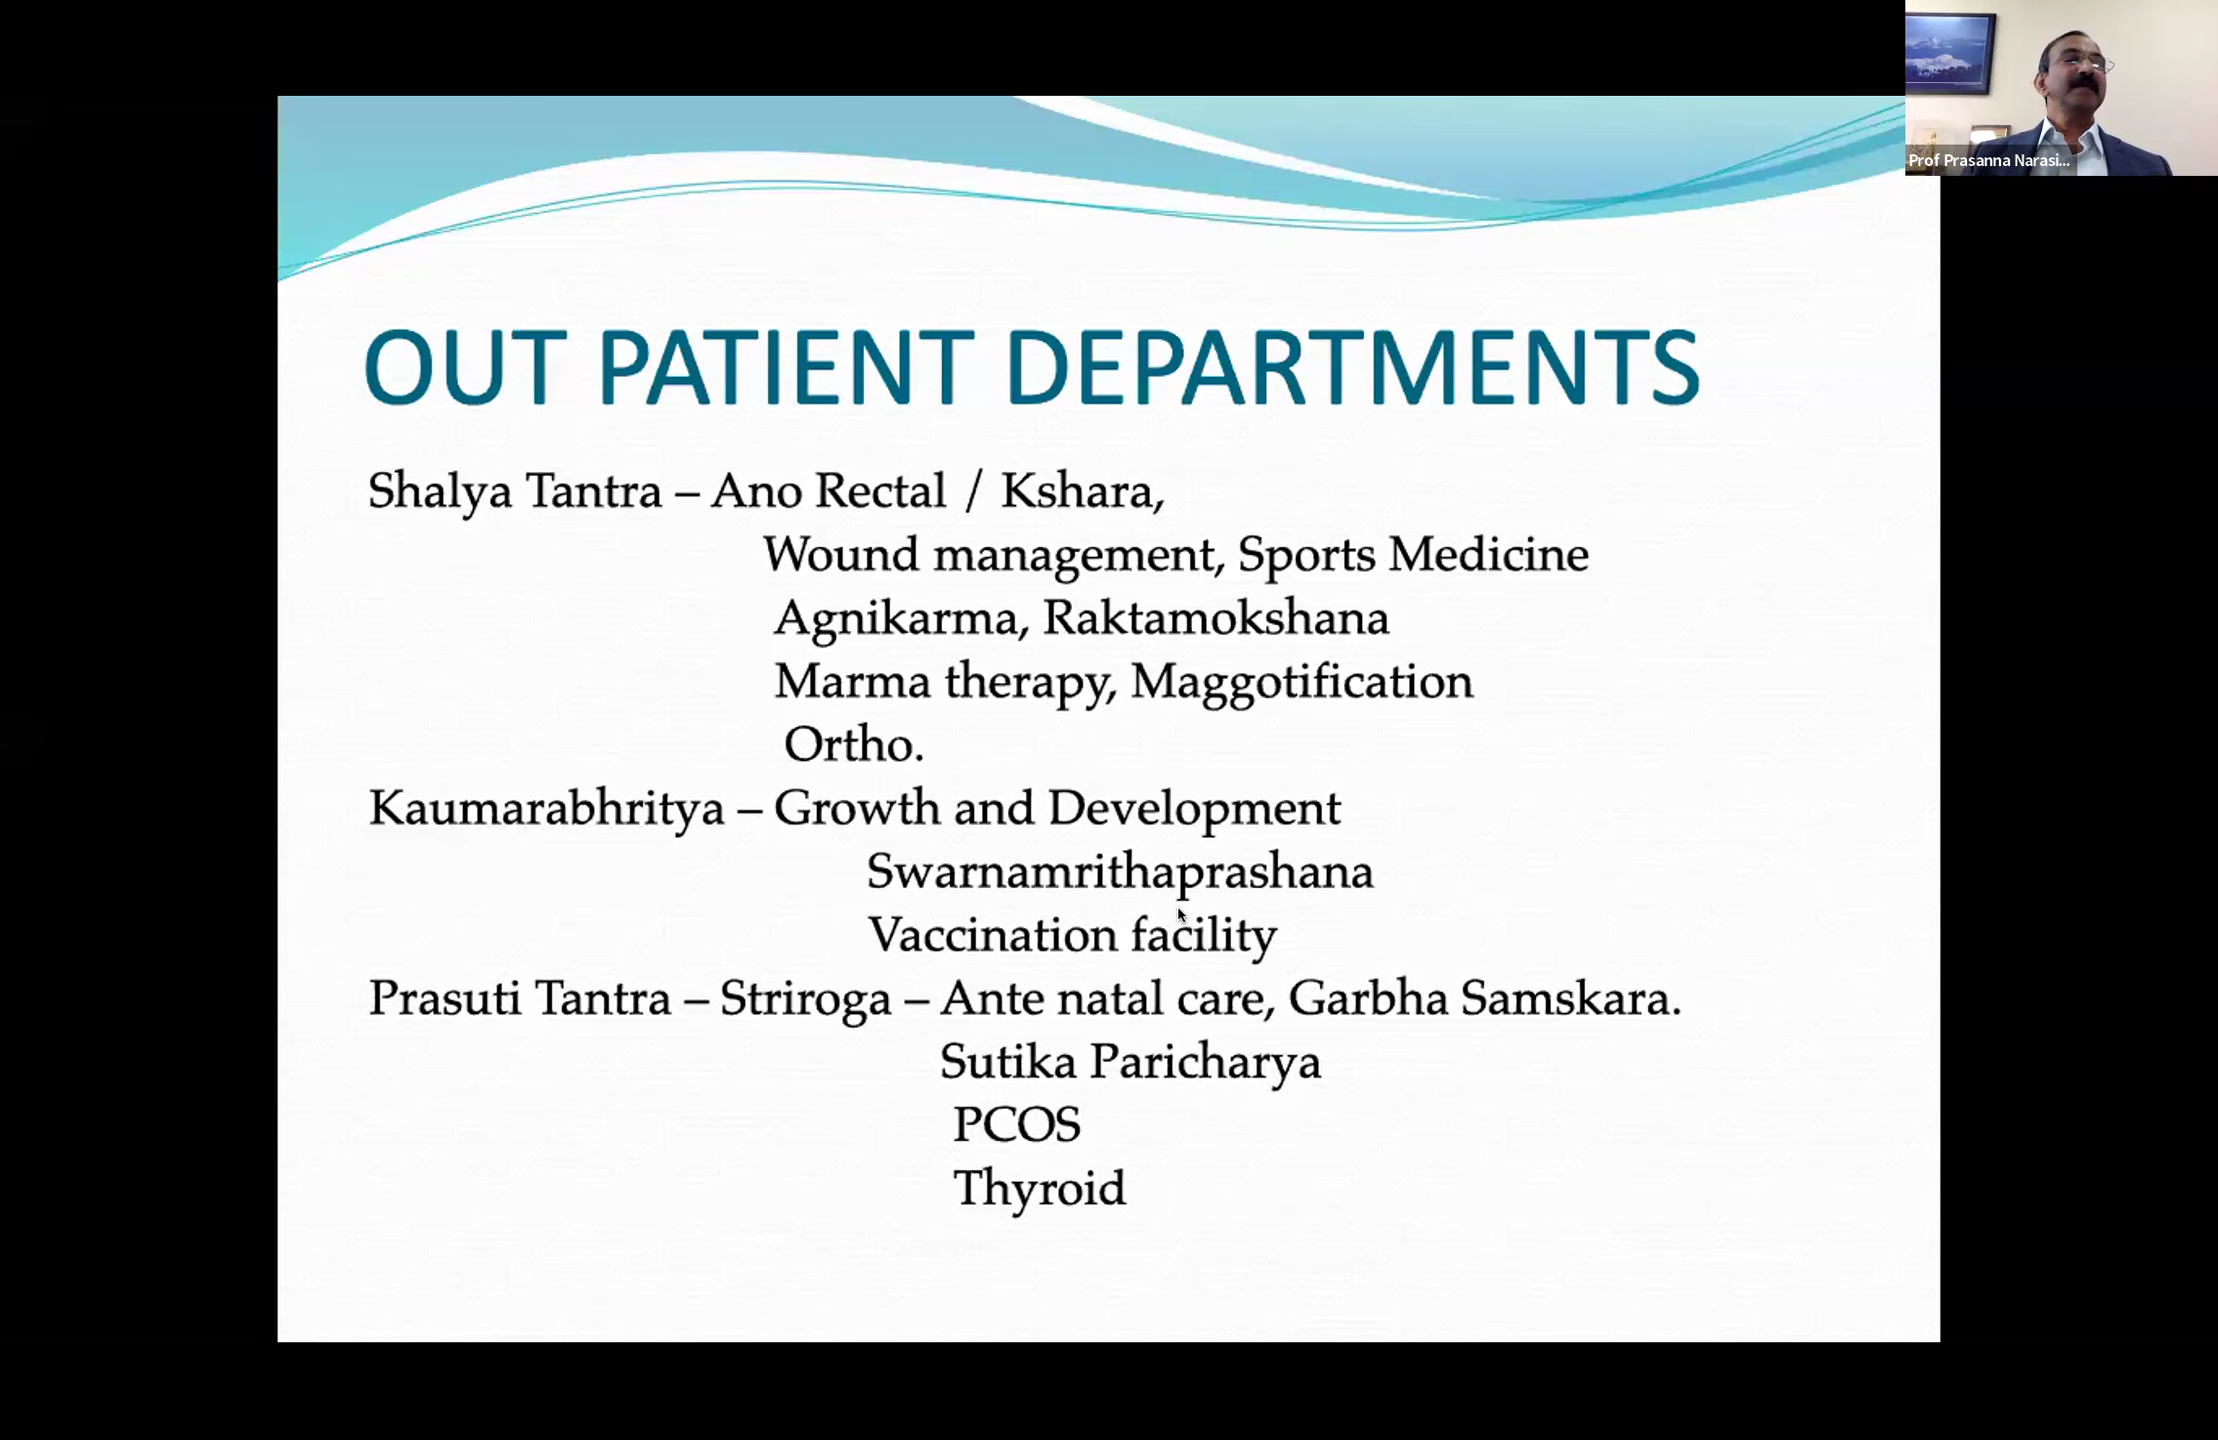 Prof Prasanna Narasi...
OUT PATIENT DEPARTMENTS
Shalya Tantra – Ano Rectal / Kshara,
Wound management, Sports Medicine
Agnikarma, Raktamokshana
Marma therapy, Maggotification
Ortho.
Kaumarabhritya – Growth and Development
Swarnamrithaprashana
Vaccination facility
Prasuti Tantra – Striroga – Ante natal care, Garbha Samskara.
Sutika Paricharya
PCOS
Thyroid